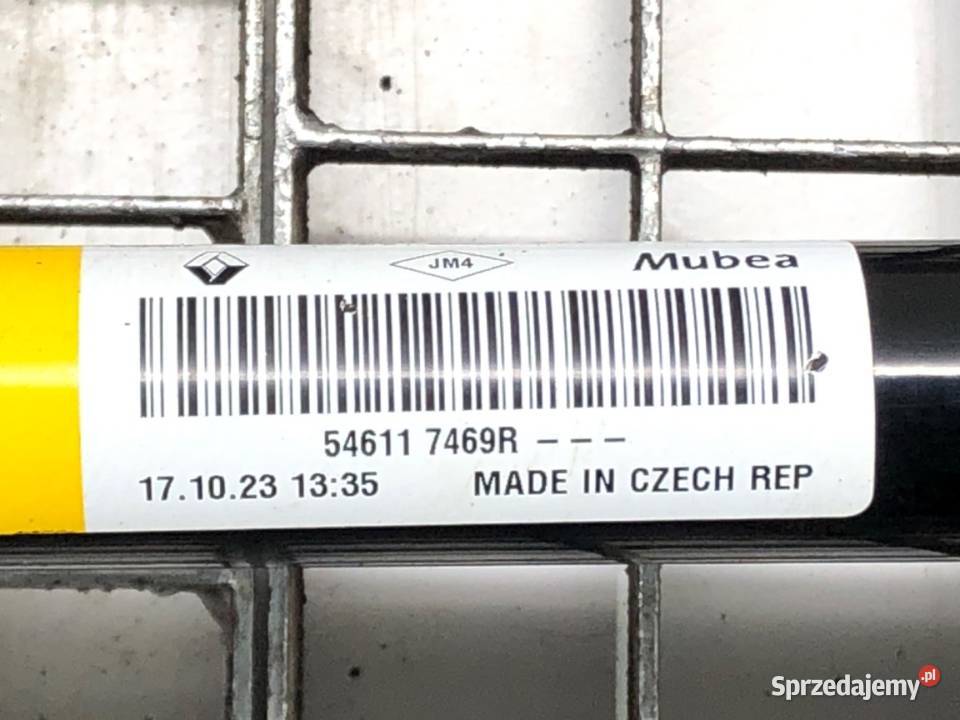 JM4 Mubea
54611 7469R ---
17.10.23 13:35 MADE IN CZECH REP
Sprzedajemy.pl